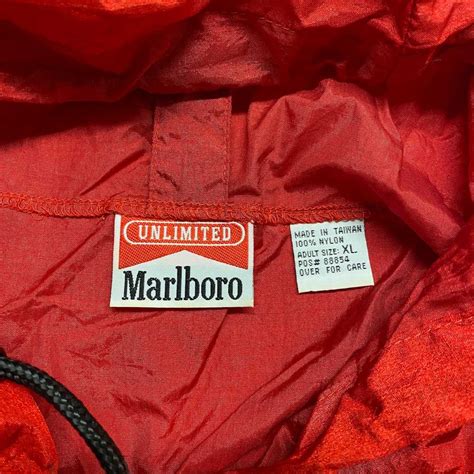 UNLIMITED
Marlboro
MADE IN TAIWAN
100% NYLON
ADULT SIZE: XL
POS# 88854
OVER FOR CARE